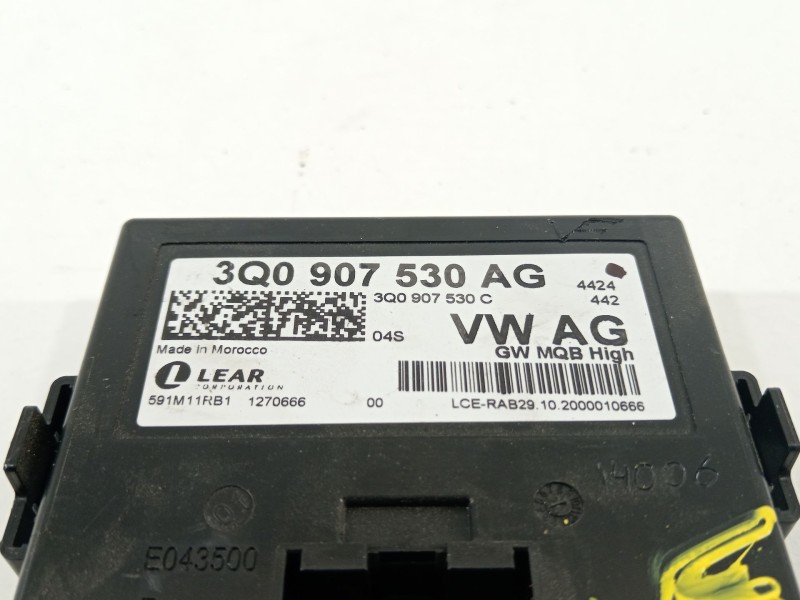 3Q0 907 530 AG
4424
3Q0 907 530 C
442
04S
VW AG
Made in Morocco
GW MQB High
LEAR
CORPORATION
591M11RB1 1270666 00 LCE-RAB29.10.2000010666
14006
E043500